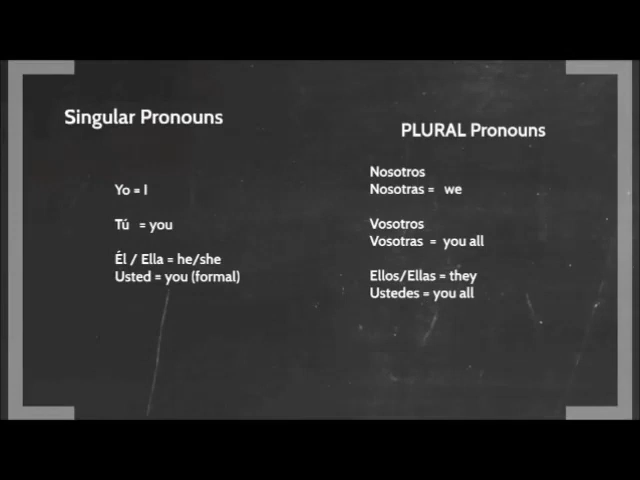 Singular Pronouns
Yo = I
Tú = you
Él / Ella = he/she
Usted = you (formal)
PLURAL Pronouns
Nosotros
Nosotras = we
Vosotros
Vosotras = you all
Ellos/Ellas = they
Ustedes = you all